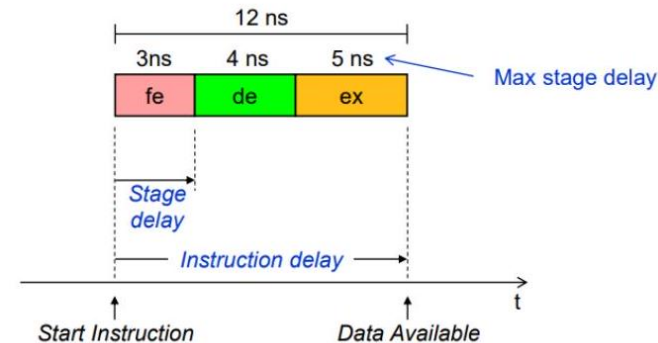 12 ns
3ns 4 ns 5 ns
Max stage delay
fe de ex
Stage
delay
Instruction delay
t
Start Instruction Data Available